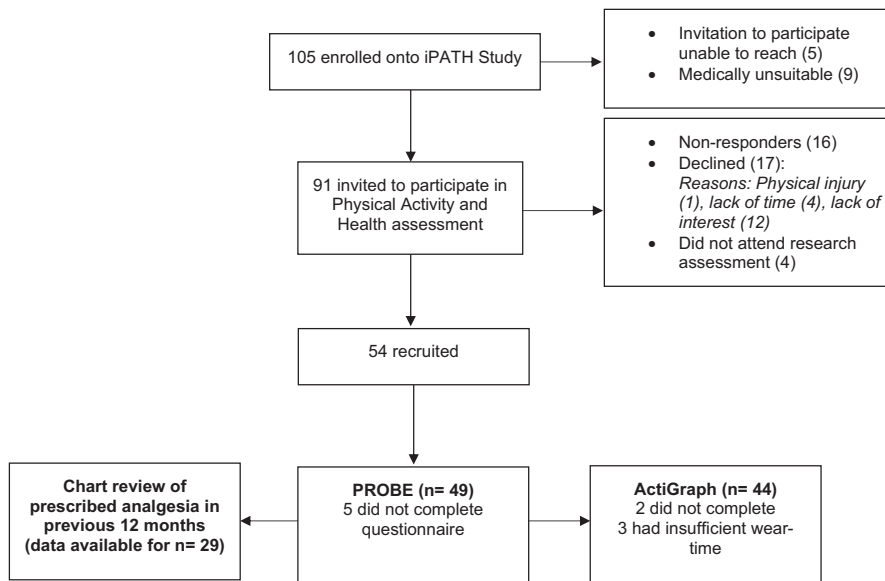 105 enrolled onto iPATH Study
• Invitation to participate
unable to reach (5)
• Medically unsuitable (9)
91 invited to participate in
Physical Activity and
Health assessment
• Non-responders (16)
• Declined (17):
Reasons: Physical injury
(1), lack of time (4), lack of
interest (12)
• Did not attend research
assessment (4)
54 recruited
Chart review of
prescribed analgesia in
previous 12 months
(data available for n= 29)
PROBE (n= 49)
5 did not complete
questionnaire
ActiGraph (n= 44)
2 did not complete
3 had insufficient wear-
time